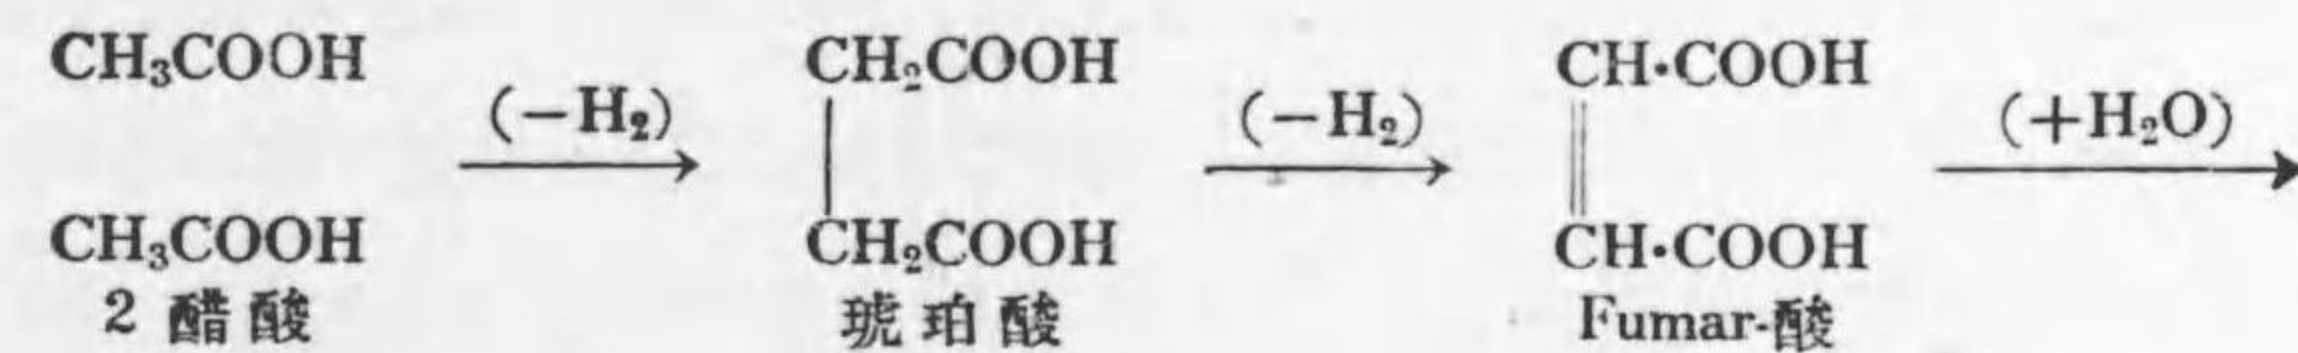 CH₃COOH
CH₃COOH
2 醋酸
(−H₂)
CH₂COOH
CH₂COOH
琥珀酸
(−H₂)
CH·COOH
CH·COOH
Fumar-酸
(+H₂O)